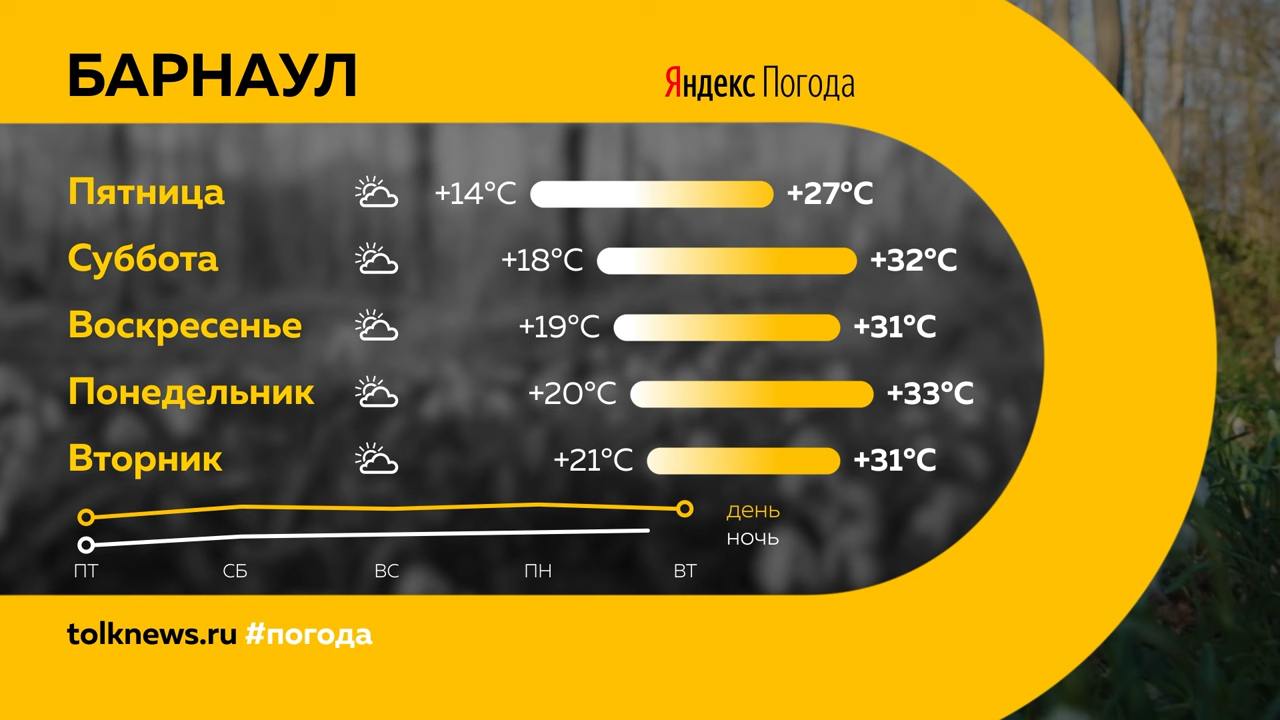 БАРНАУЛ
Яндекс Погода
Пятница +14°C +27°C
Суббота +18°C +32°C
Воскресенье +19°C +31°C
Понедельник +20°C +33°C
Вторник +21°C +31°C
день
ночь
ПТ СБ ВС ПН ВТ
tolknews.ru #погода